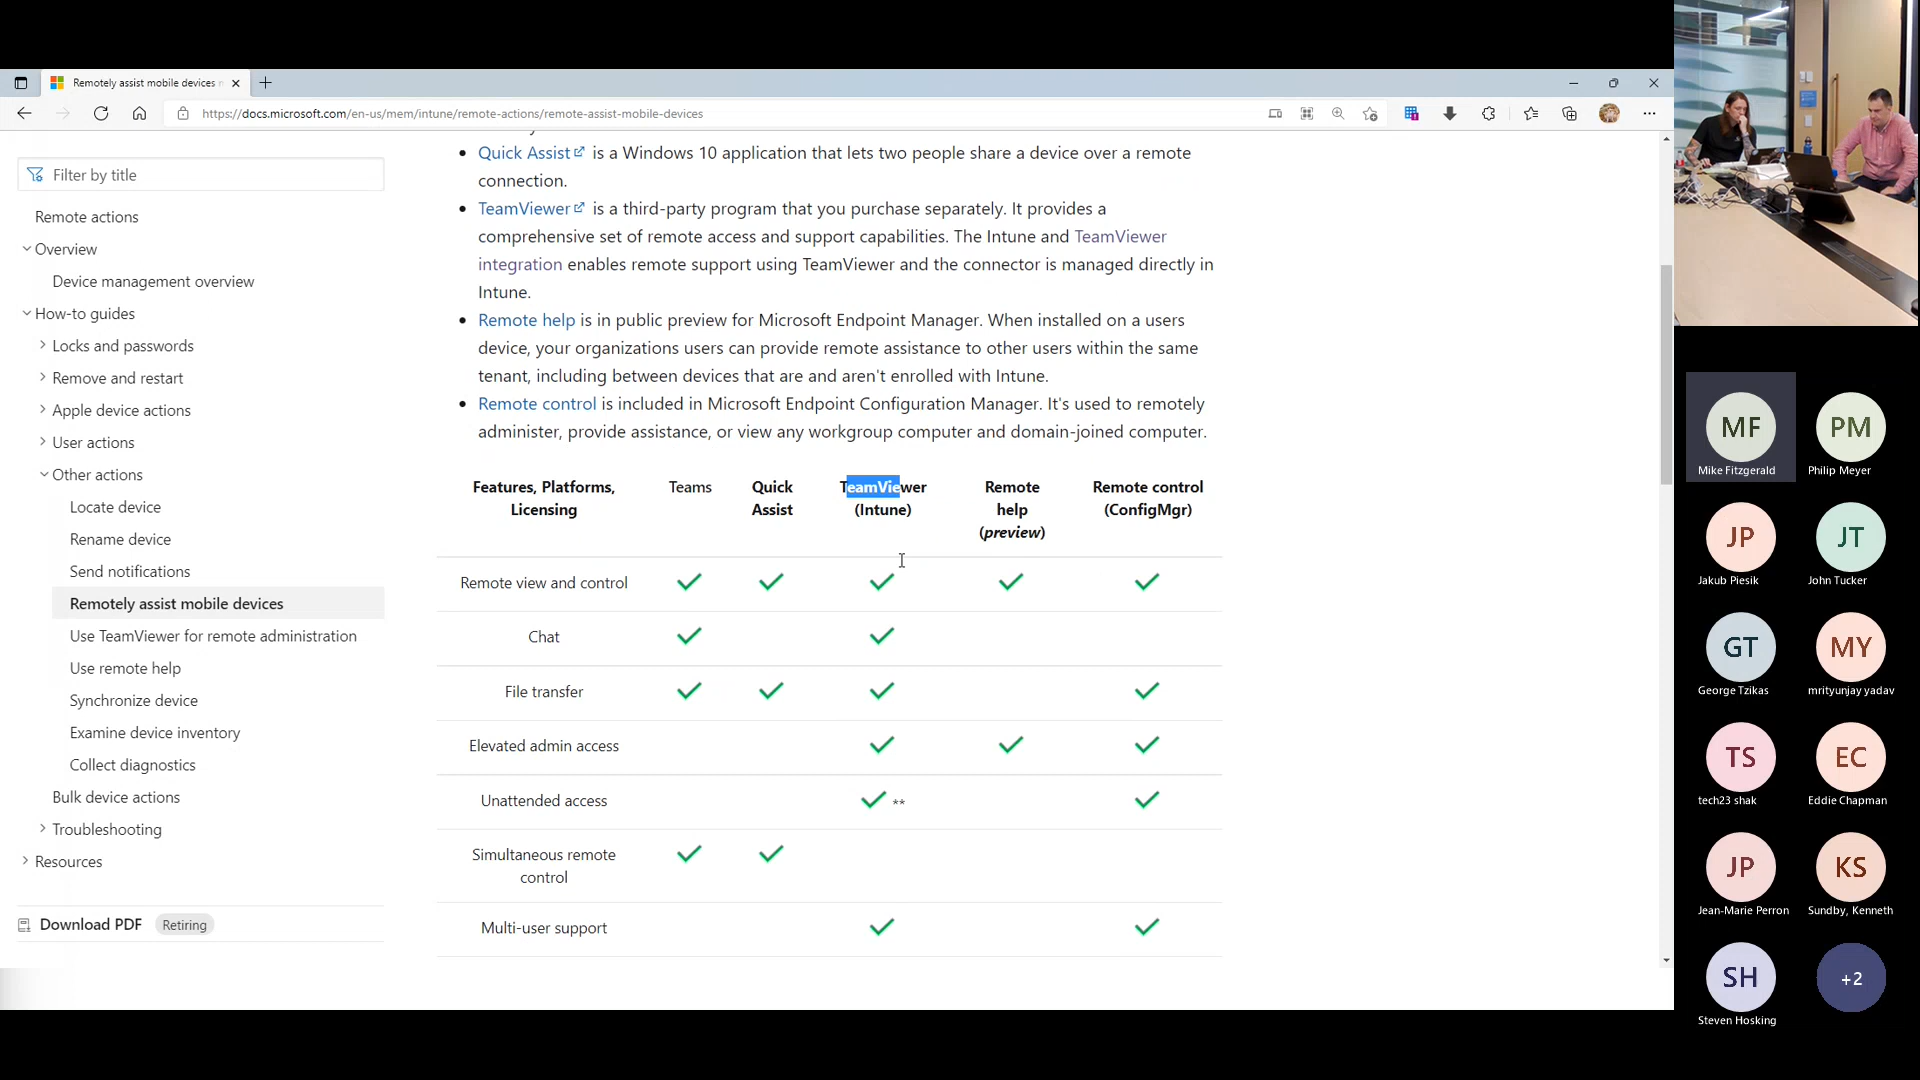 Remotely assist mobile devices
https://docs.microsoft.com/en-us/mem/intune/remote-actions/remote-assist-mobile-devices
Filter by title
Remote actions
Overview
Device management overview
How-to guides
Locks and passwords
Remove and restart
Apple device actions
User actions
Other actions
Locate device
Rename device
Send notifications
Remotely assist mobile devices
Use TeamViewer for remote administration
Use remote help
Synchronize device
Examine device inventory
Collect diagnostics
Bulk device actions
Troubleshooting
Resources
Download PDF Retiring
• Quick Assist is a Windows 10 application that lets two people share a device over a remote
connection.
• TeamViewer is a third-party program that you purchase separately. It provides a
comprehensive set of remote access and support capabilities. The Intune and TeamViewer
integration enables remote support using TeamViewer and the connector is managed directly in
Intune.
• Remote help is in public preview for Microsoft Endpoint Manager. When installed on a users
device, your organizations users can provide remote assistance to other users within the same
tenant, including between devices that are and aren't enrolled with Intune.
• Remote control is included in Microsoft Endpoint Configuration Manager. It's used to remotely
administer, provide assistance, or view any workgroup computer and domain-joined computer.
Features, Platforms,
Licensing
Teams
Quick
Assist
TeamViewer
(Intune)
Remote
help
(preview)
Remote control
(ConfigMgr)
Remote view and control ✓ ✓ ✓ ✓ ✓
Chat ✓ ✓
File transfer ✓ ✓ ✓ ✓
Elevated admin access ✓ ✓ ✓
Unattended access ✓ ** ✓
Simultaneous remote
control ✓ ✓
Multi-user support ✓ ✓
MF PM
Mike Fitzgerald Philip Meyer
JP JT
Jakub Piesik John Tucker
GT MY
George Tzikas mrityunjay yadav
TS EC
tech23 shak Eddie Chapman
JP KS
Jean-Marie Perron Sundby, Kenneth
SH +2
Steven Hosking